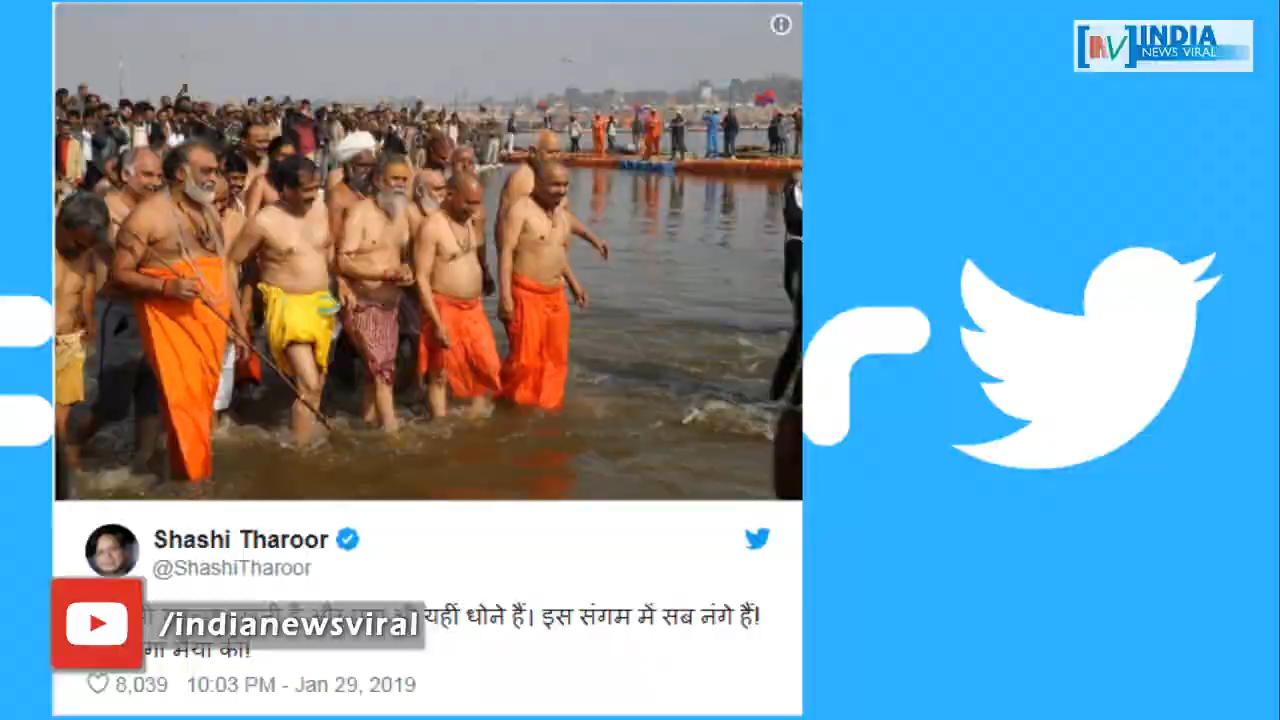 INDIA
NEWS VIRAL
Shashi Tharoor
@ShashiTharoor
यहीं धोने हैं। इस संगम में सब नंगे हैं!
/indianewsviral
मैया की!
8,039 10:03 PM - Jan 29, 2019